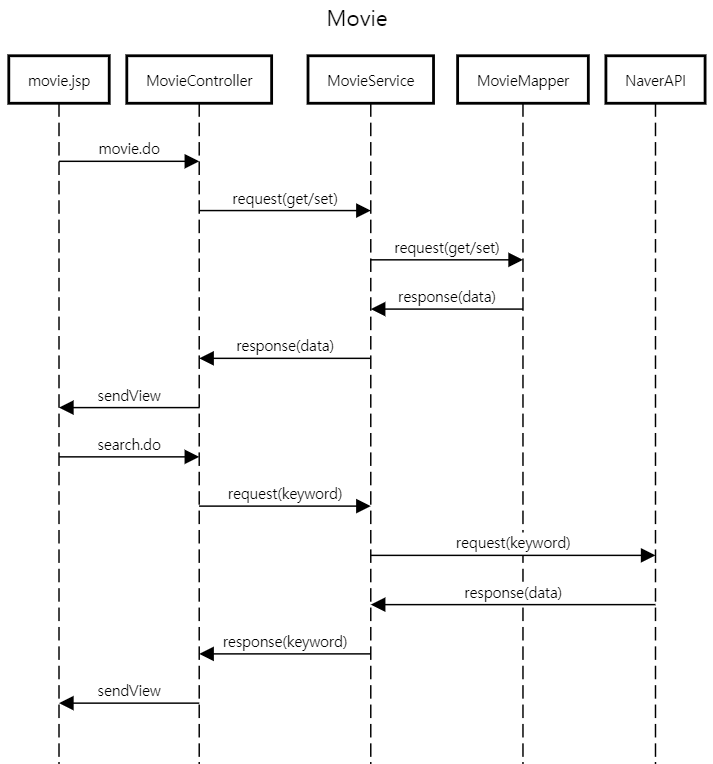 Movie
movie.jsp
MovieController
MovieService
MovieMapper
NaverAPI
movie.do
request(get/set)
request(get/set)
response(data)
response(data)
sendView
search.do
request(keyword)
request(keyword)
response(data)
response(keyword)
sendView